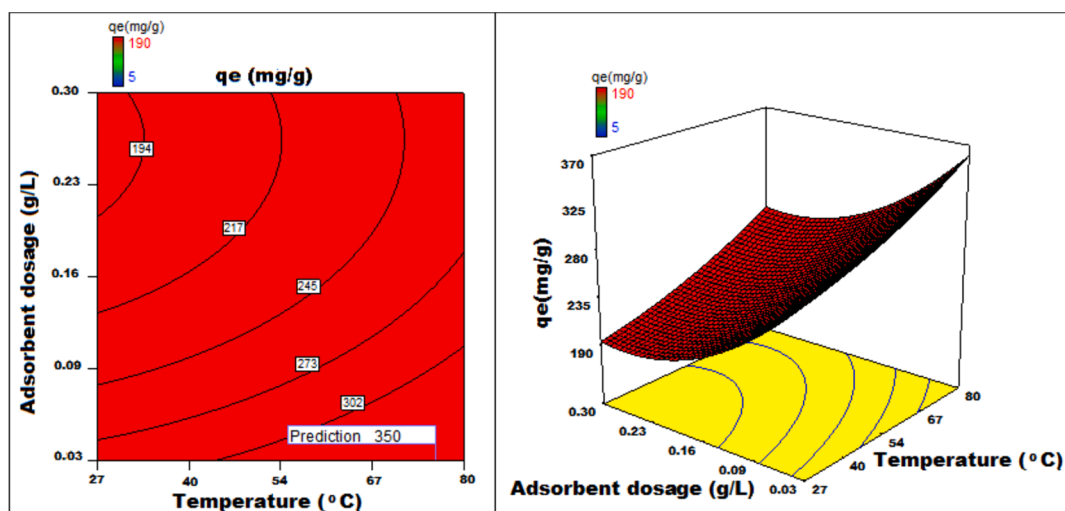 qe(mg/g)
190
5
qe (mg/g)
0.30
0.23
0.16
0.09
0.03
Adsorbent dosage (g/L)
194
217
245
273
302
Prediction 350
27 40 54 67 80
Temperature (°C)
qe(mg/g)
190
5
370
325
280
235
190
qe(mg/g)
0.30
0.23
0.16
0.09
0.03
Adsorbent dosage (g/L)
27
40
54
67
80
Temperature (°C)